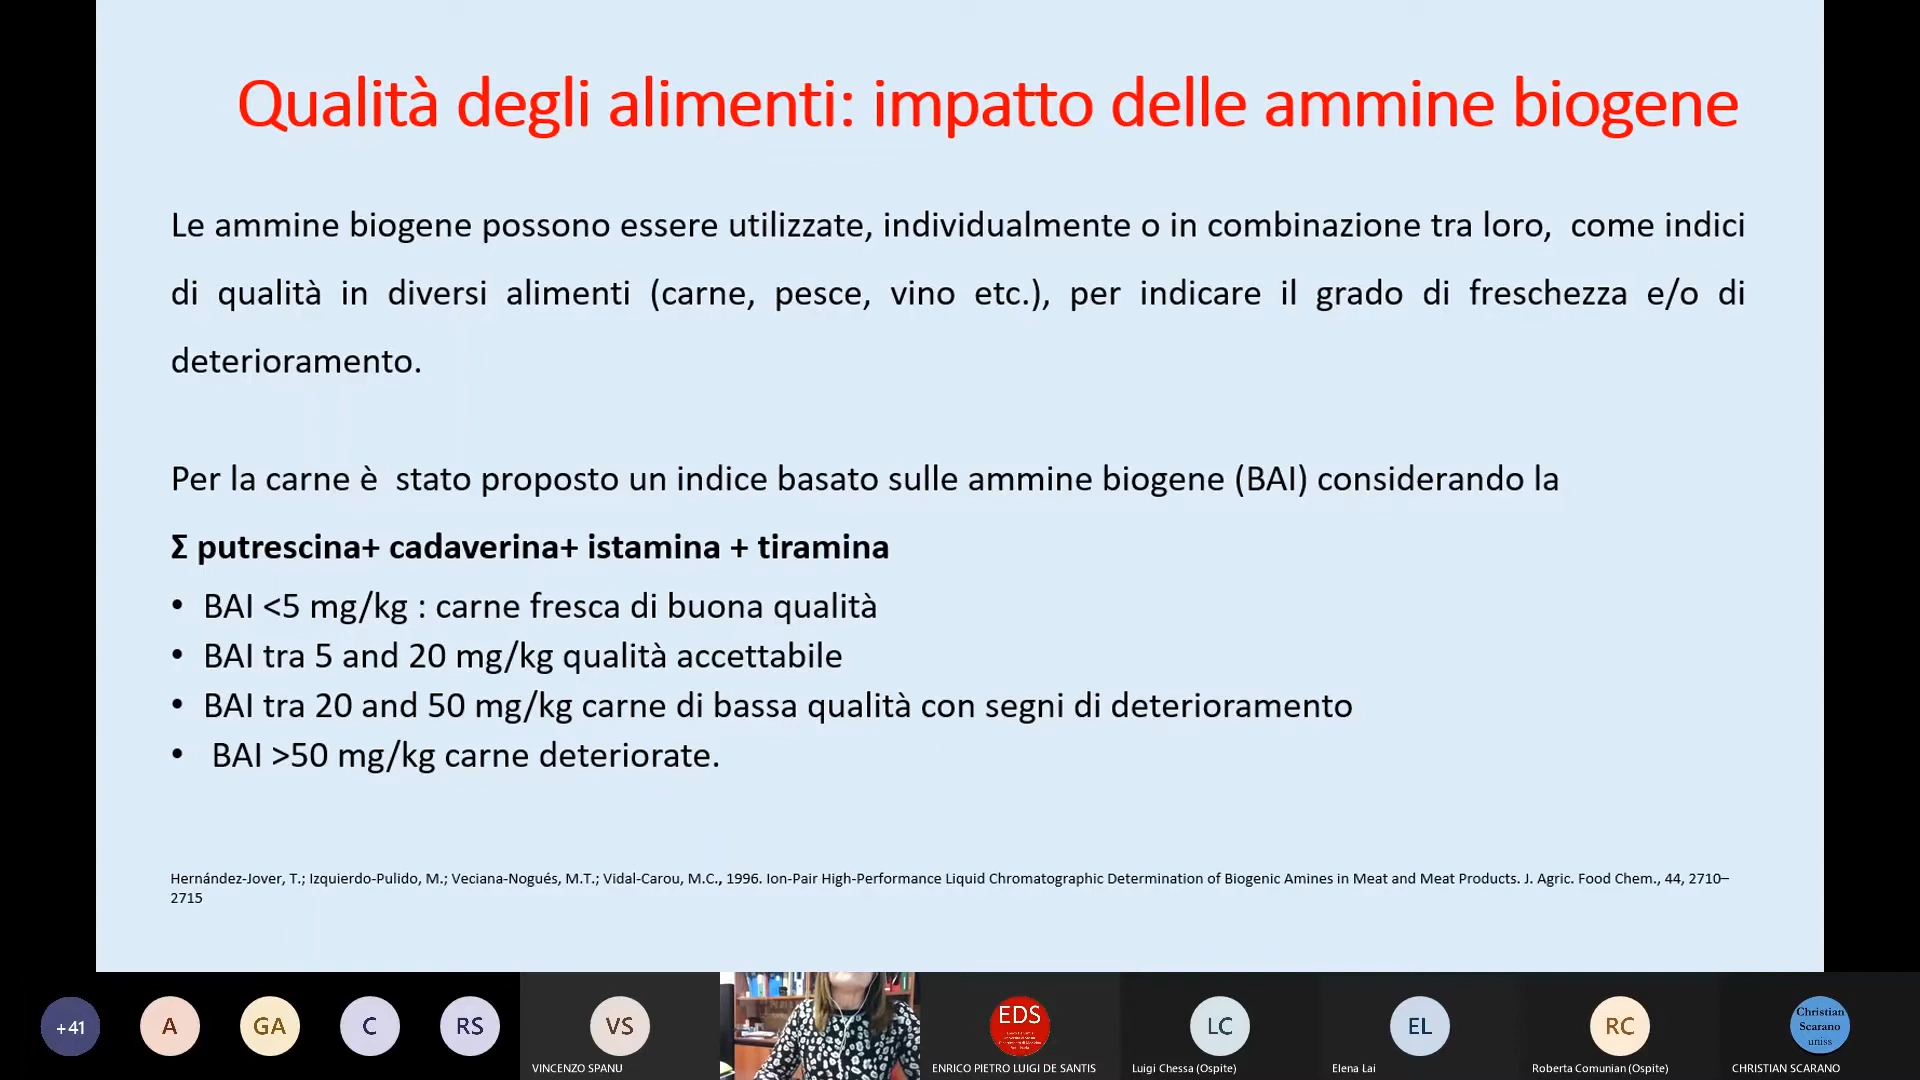 Qualità degli alimenti: impatto delle ammine biogene
Le ammine biogene possono essere utilizzate, individualmente o in combinazione tra loro, come indici
di qualità in diversi alimenti (carne, pesce, vino etc.), per indicare il grado di freschezza e/o di
deterioramento.
Per la carne è stato proposto un indice basato sulle ammine biogene (BAI) considerando la
Σ putrescina+ cadaverina+ istamina + tiramina
• BAI <5 mg/kg : carne fresca di buona qualità
• BAI tra 5 and 20 mg/kg qualità accettabile
• BAI tra 20 and 50 mg/kg carne di bassa qualità con segni di deterioramento
• BAI >50 mg/kg carne deteriorate.
Hernández-Jover, T.; Izquierdo-Pulido, M.; Veciana-Nogués, M.T.; Vidal-Carou, M.C., 1996. Ion-Pair High-Performance Liquid Chromatographic Determination of Biogenic Amines in Meat and Meat Products. J. Agric. Food Chem., 44, 2710–
2715
+41
A
GA
C
RS
VS
VINCENZO SPANU
EDS
ENRICO PIETRO LUIGI DE SANTIS
LC
Luigi Chessa (Ospite)
EL
Elena Lai
RC
Roberta Comunian (Ospite)
Christian
Scarano
uniss
CHRISTIAN SCARANO